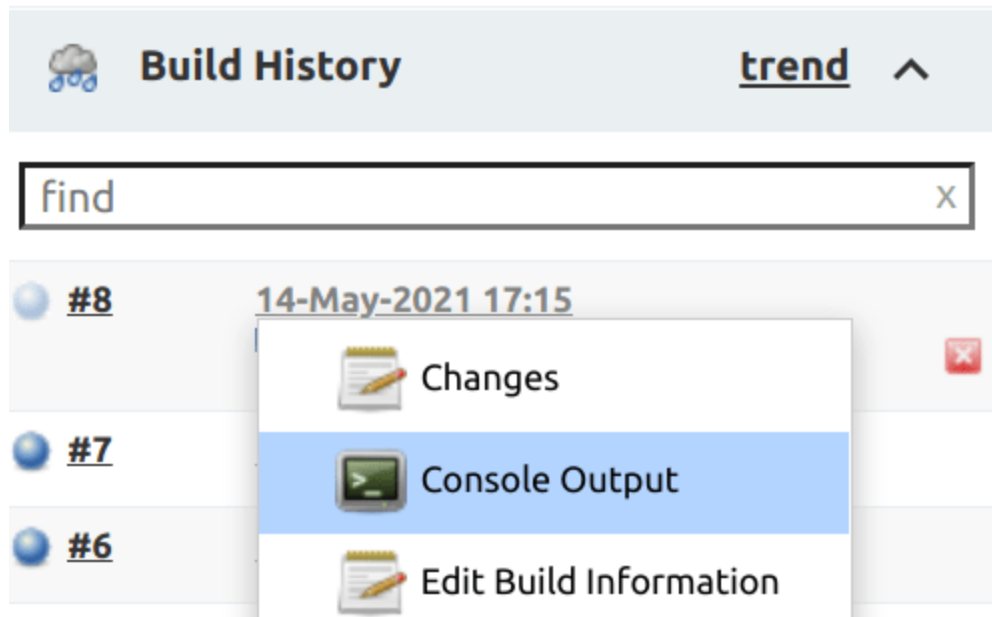 Build History trend
find x
#8 14-May-2021 17:15
Changes
#7
Console Output
#6
Edit Build Information